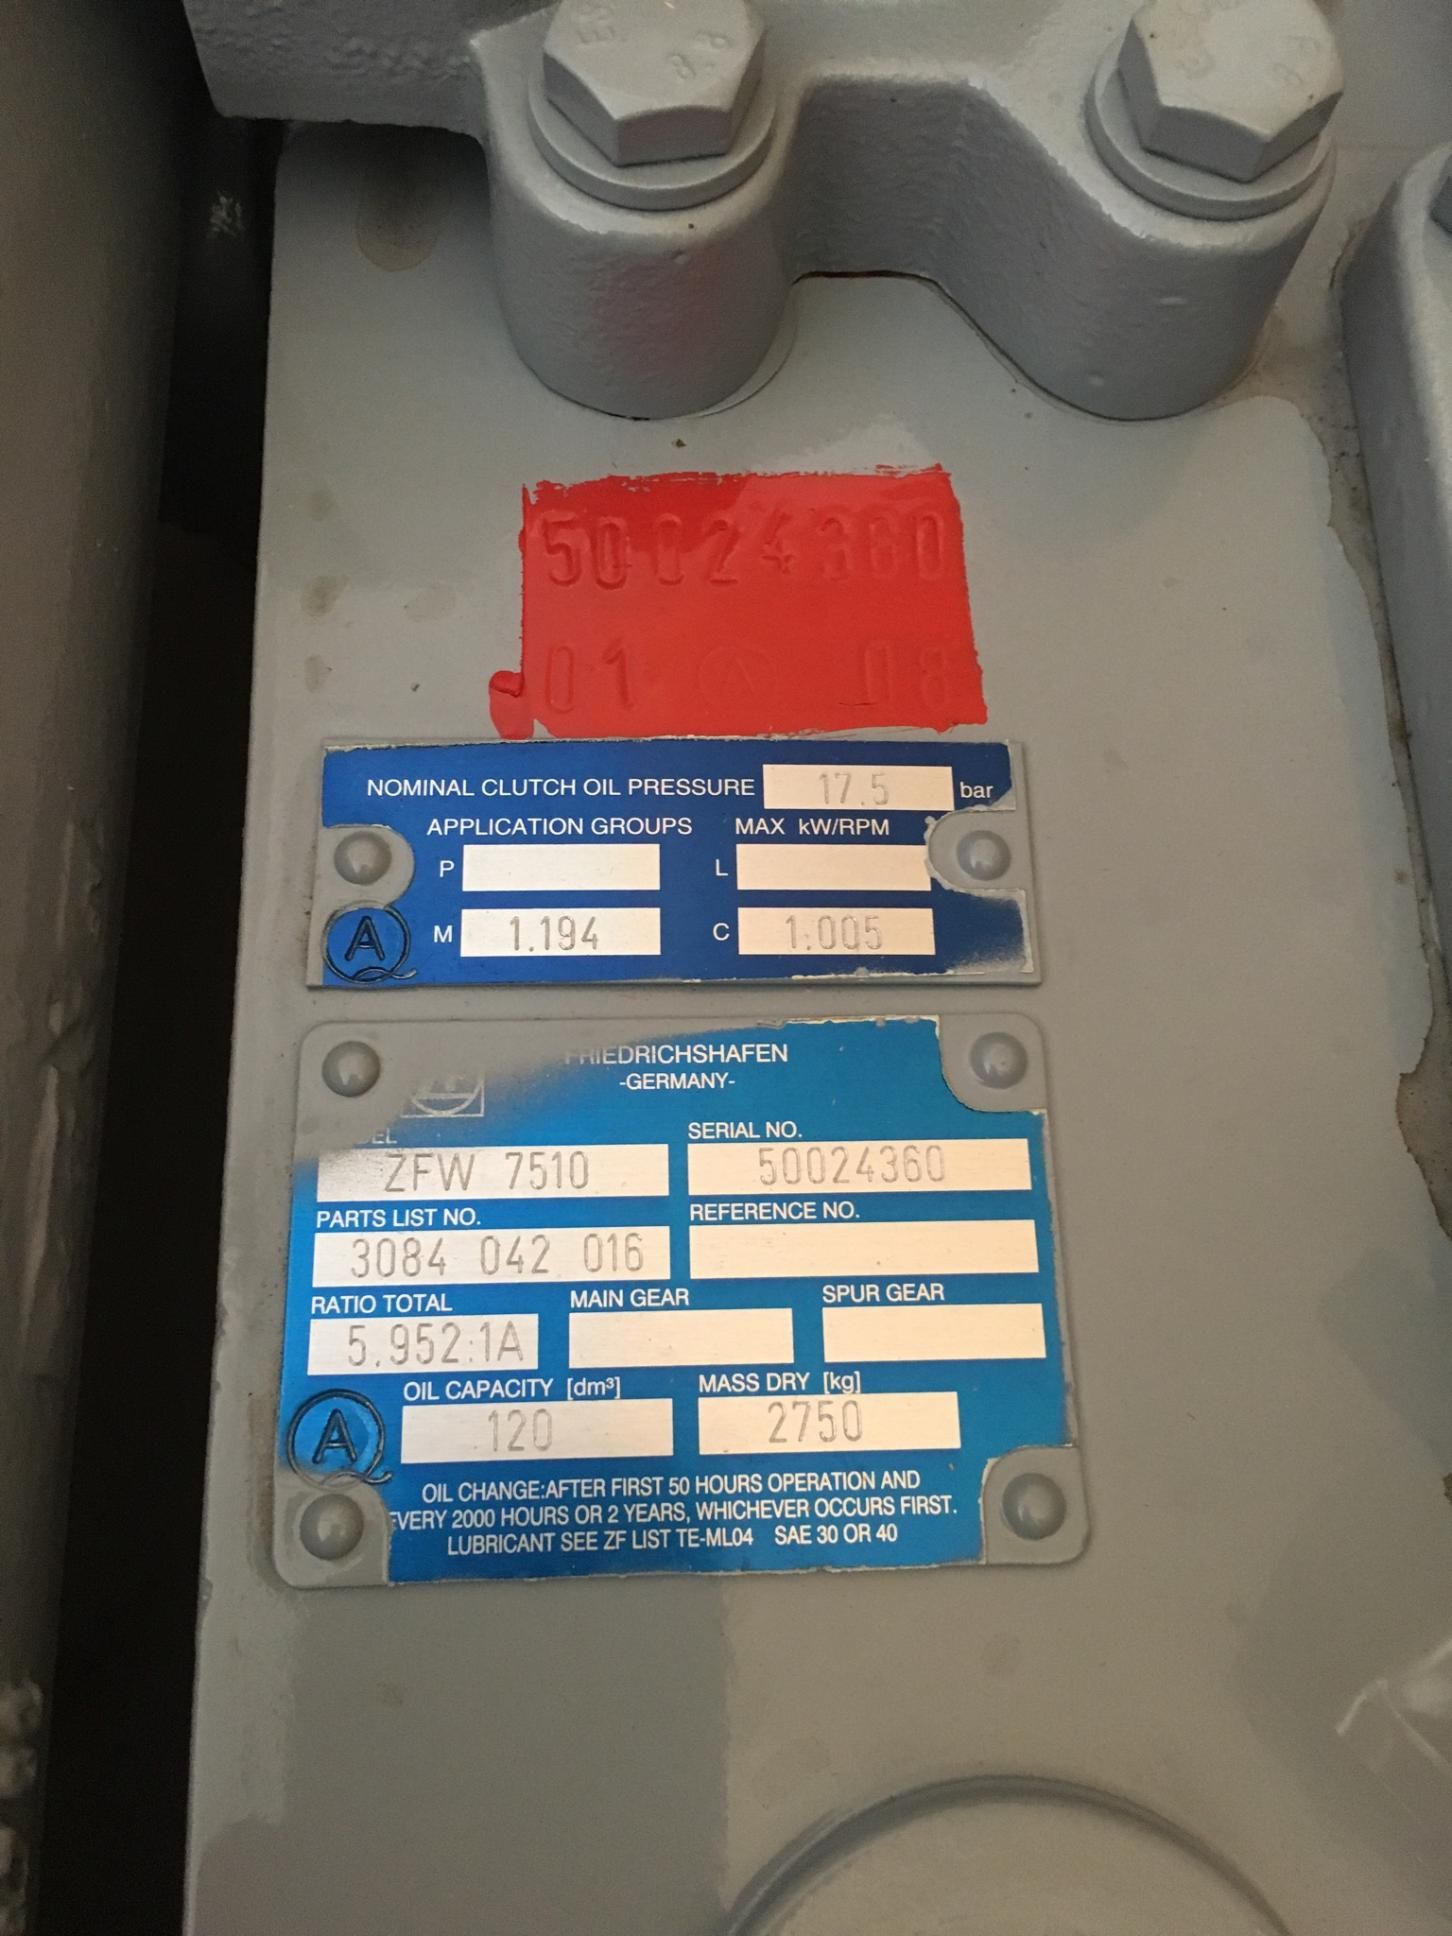 8.8
50024360
01 A 08
NOMINAL CLUTCH OIL PRESSURE 17.5 bar
APPLICATION GROUPS MAX kW/RPM
P L
M 1.194 C 1.005
A
FRIEDRICHSHAFEN
-GERMANY-
ZF
SERIAL NO.
ZFW 7510 50024360
PARTS LIST NO. REFERENCE NO.
3084 042 016
RATIO TOTAL MAIN GEAR SPUR GEAR
5.952:1A
OIL CAPACITY [dm³] MASS DRY [kg]
A 120 2750
OIL CHANGE:AFTER FIRST 50 HOURS OPERATION AND
EVERY 2000 HOURS OR 2 YEARS, WHICHEVER OCCURS FIRST.
LUBRICANT SEE ZF LIST TE-ML04 SAE 30 OR 40